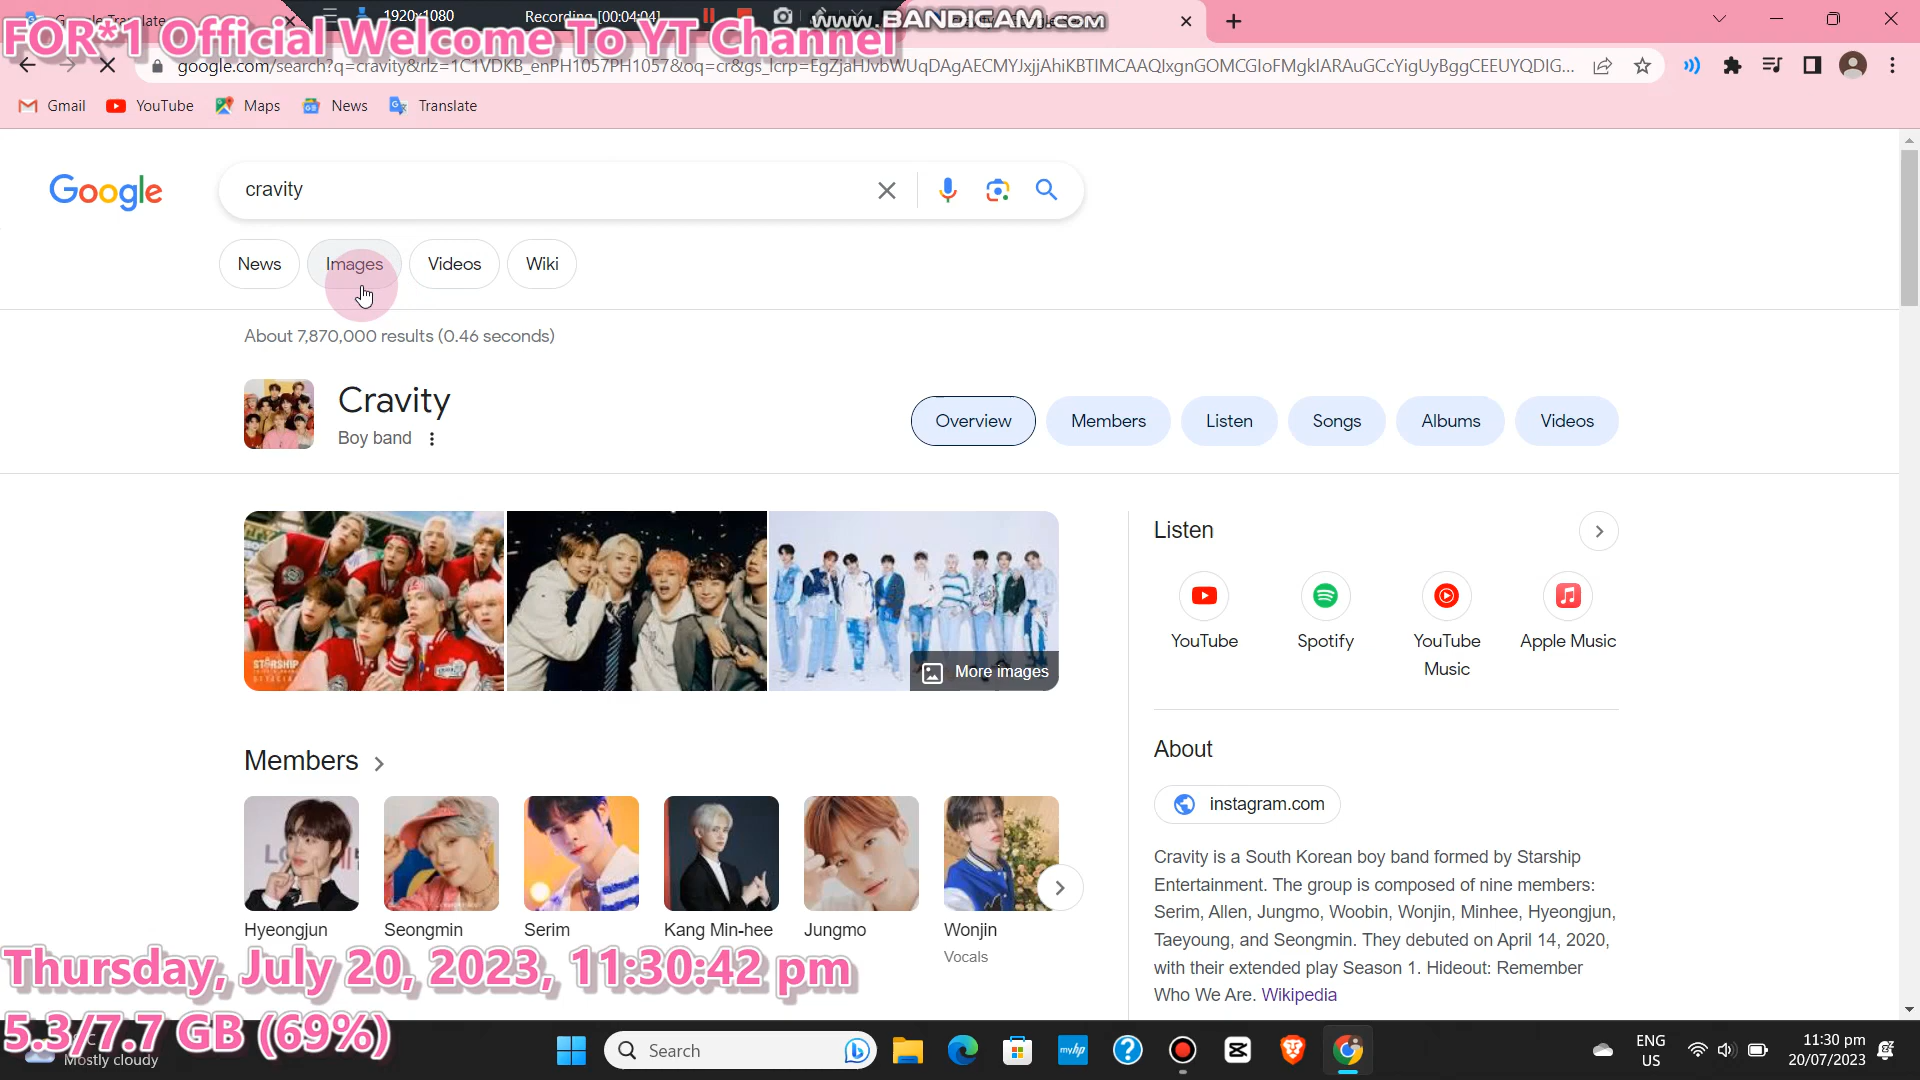 1920x1080
Recording [00:04:04]
www.BANDICAM.com
FOR*1 Official Welcome To YT Channel
google.com/search?q=cravity&rlz=1C1VDKB_enPH1057PH1057&oq=cr&gs_lcrp=
Gmail
YouTube
Maps
News
Translate
Google
cravity
News
Images
Videos
Wiki
About 7,870,000 results (0.46 seconds)
Cravity
Boy band
Overview
Members
Listen
Songs
Albums
Videos
STARSHIP
More images
Listen
YouTube
Spotify
YouTube Music
Apple Music
Members
Hyeongjun
Seongmin
Serim
Kang Min-hee
Jungmo
Wonjin
Vocals
About
instagram.com
Cravity is a South Korean boy band formed by Starship
Entertainment. The group is composed of nine members:
Serim, Allen, Jungmo, Woobin, Wonjin, Minhee, Hyeongjun,
Taeyoung, and Seongmin. They debuted on April 14, 2020,
with their extended play Season 1. Hideout: Remember
Who We Are. Wikipedia
Thursday, July 20, 2023, 11:30:42 pm
5.3/7.7 GB (69%)
Mostly cloudy
Search
myhp
ENG
US
11:30 pm
20/07/2023